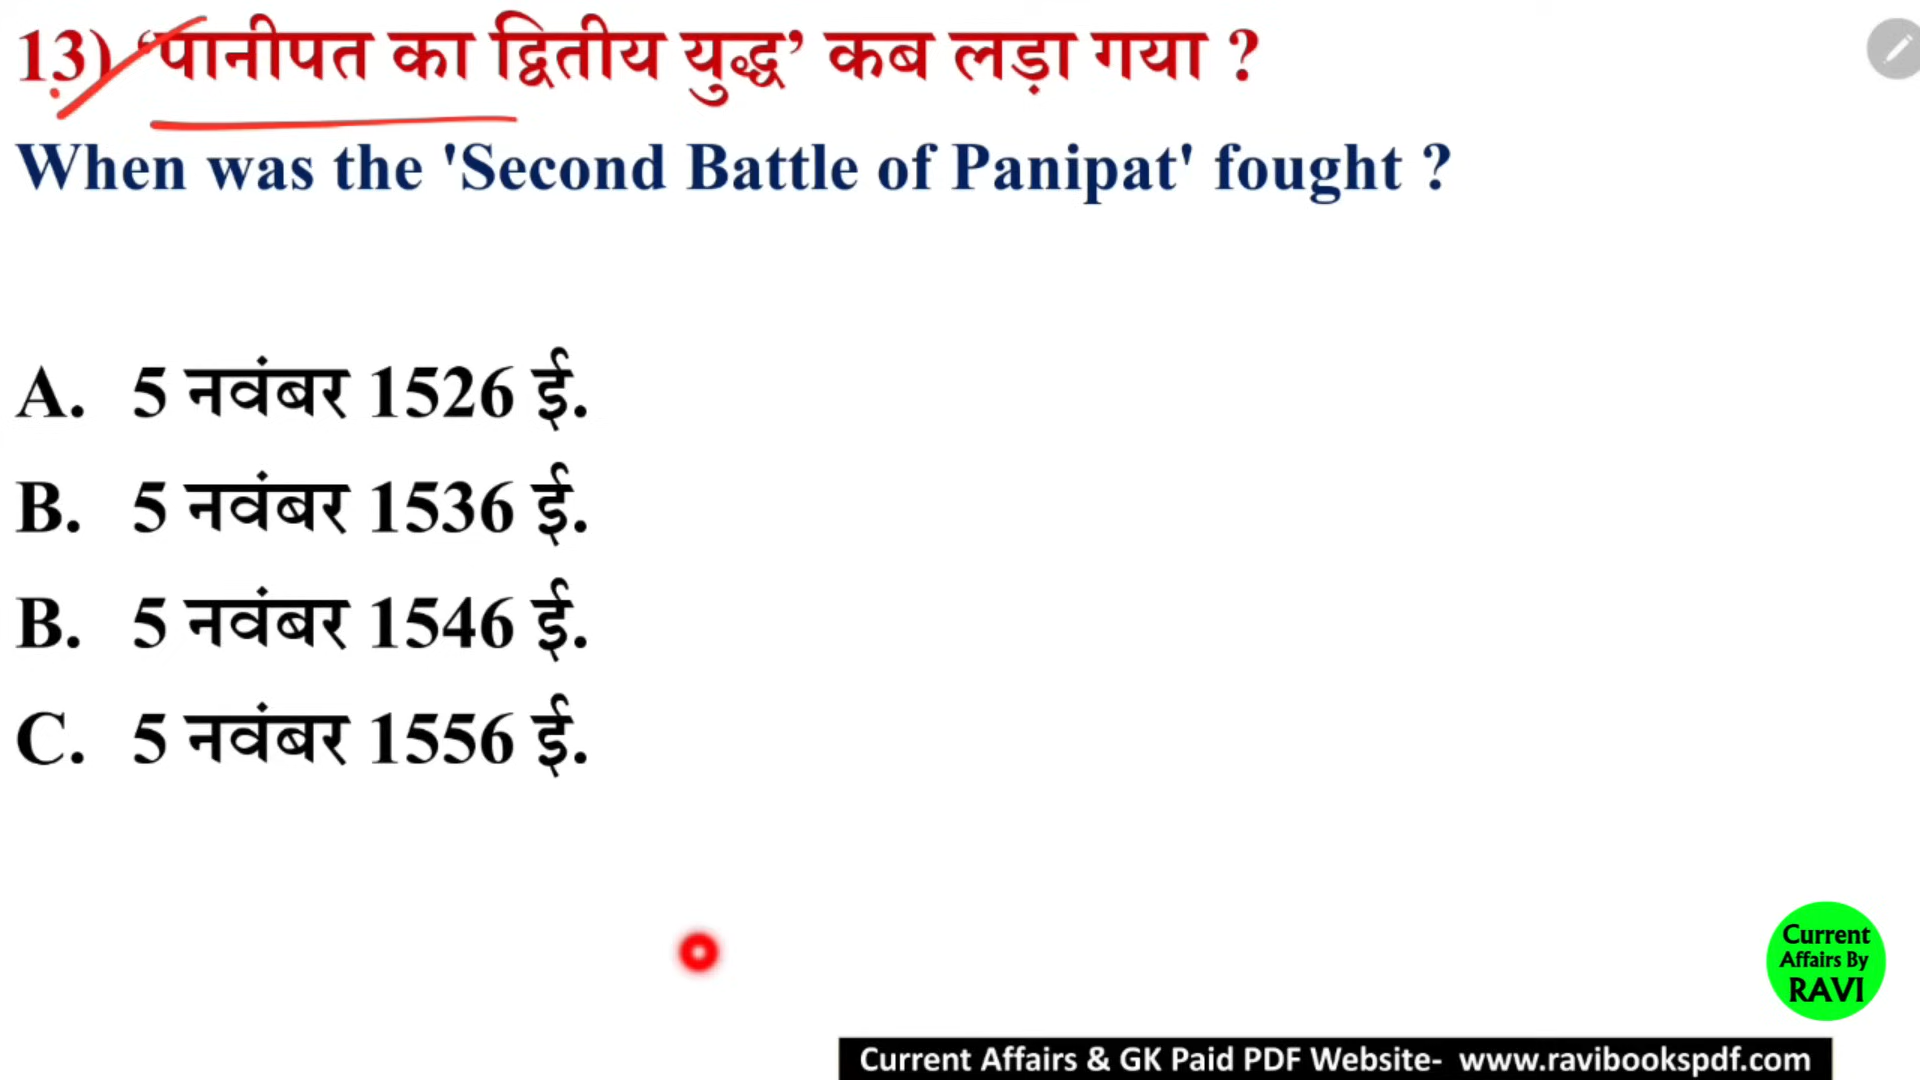 13) ‘पानीपत का द्वितीय युद्ध’ कब लड़ा गया ?
When was the 'Second Battle of Panipat' fought ?
A. 5 नवंबर 1526 ई.
B. 5 नवंबर 1536 ई.
B. 5 नवंबर 1546 ई.
C. 5 नवंबर 1556 ई.
Current
Affairs By
RAVI
Current Affairs & GK Paid PDF Website- www.ravibookspdf.com